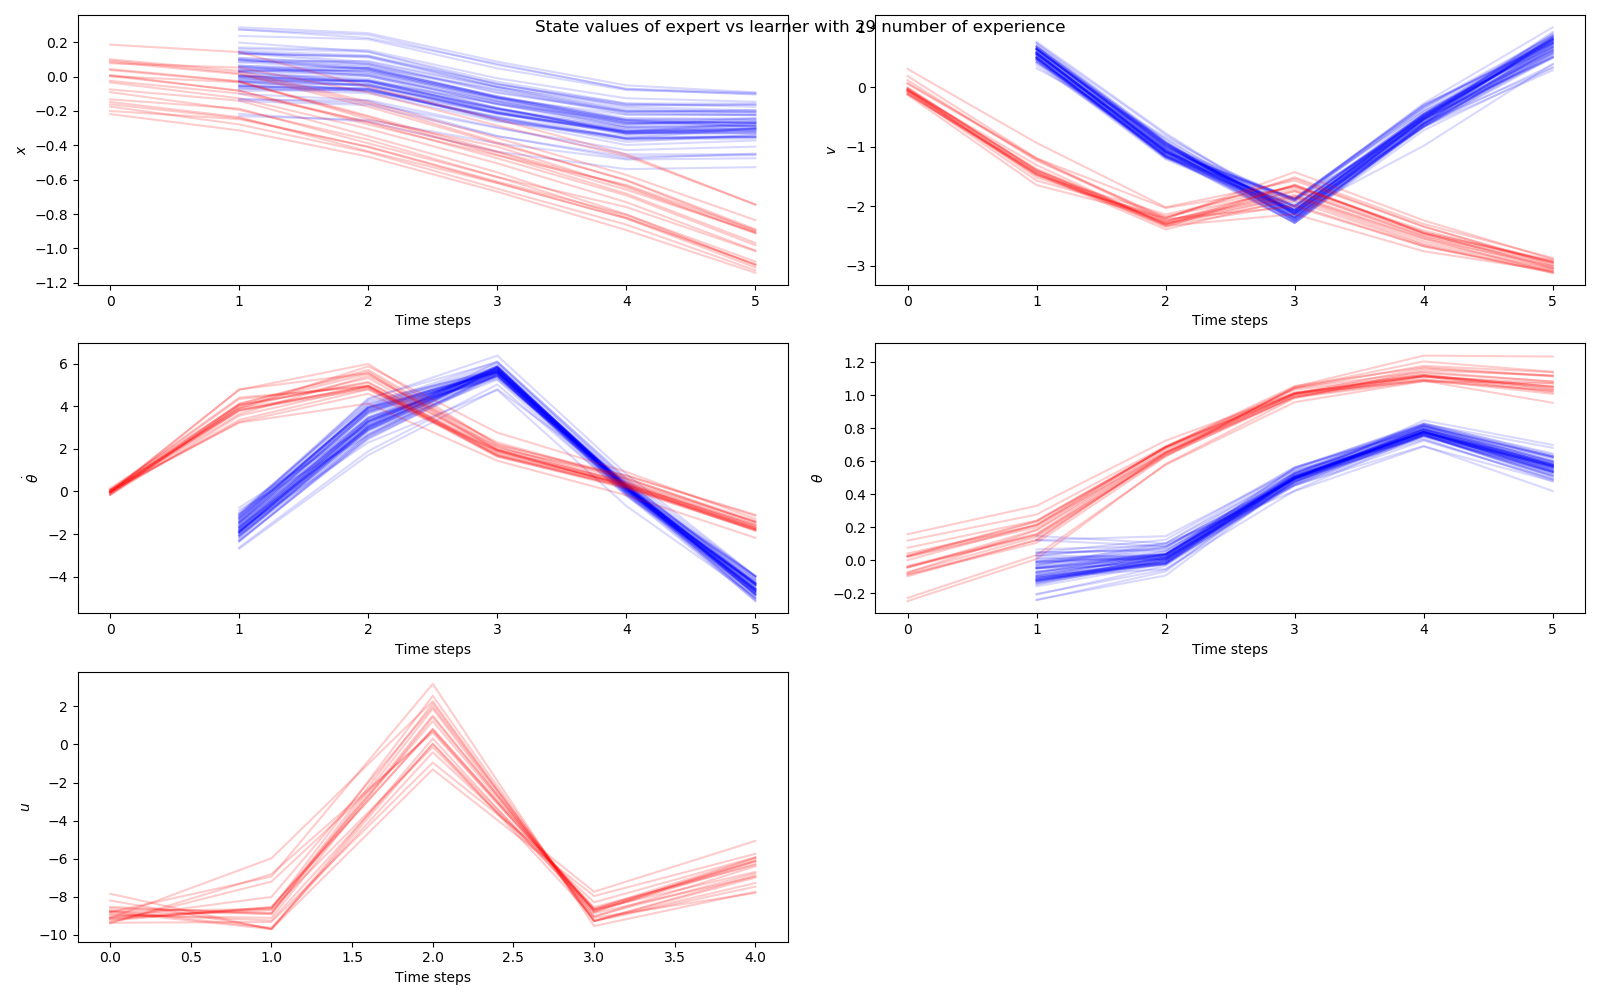 State values of expert vs learner with 29 number of experience
0.2
0.0
−0.2
−0.4
−0.6
−0.8
−1.0
−1.2
x
0 1 2 3 4 5
Time steps
1
0
−1
−2
−3
v
0 1 2 3 4 5
Time steps
6
4
2
0
−2
−4
θ̇
0 1 2 3 4 5
Time steps
1.2
1.0
0.8
0.6
0.4
0.2
0.0
−0.2
θ
0 1 2 3 4 5
Time steps
2
0
−2
−4
−6
−8
−10
u
0.0 0.5 1.0 1.5 2.0 2.5 3.0 3.5 4.0
Time steps